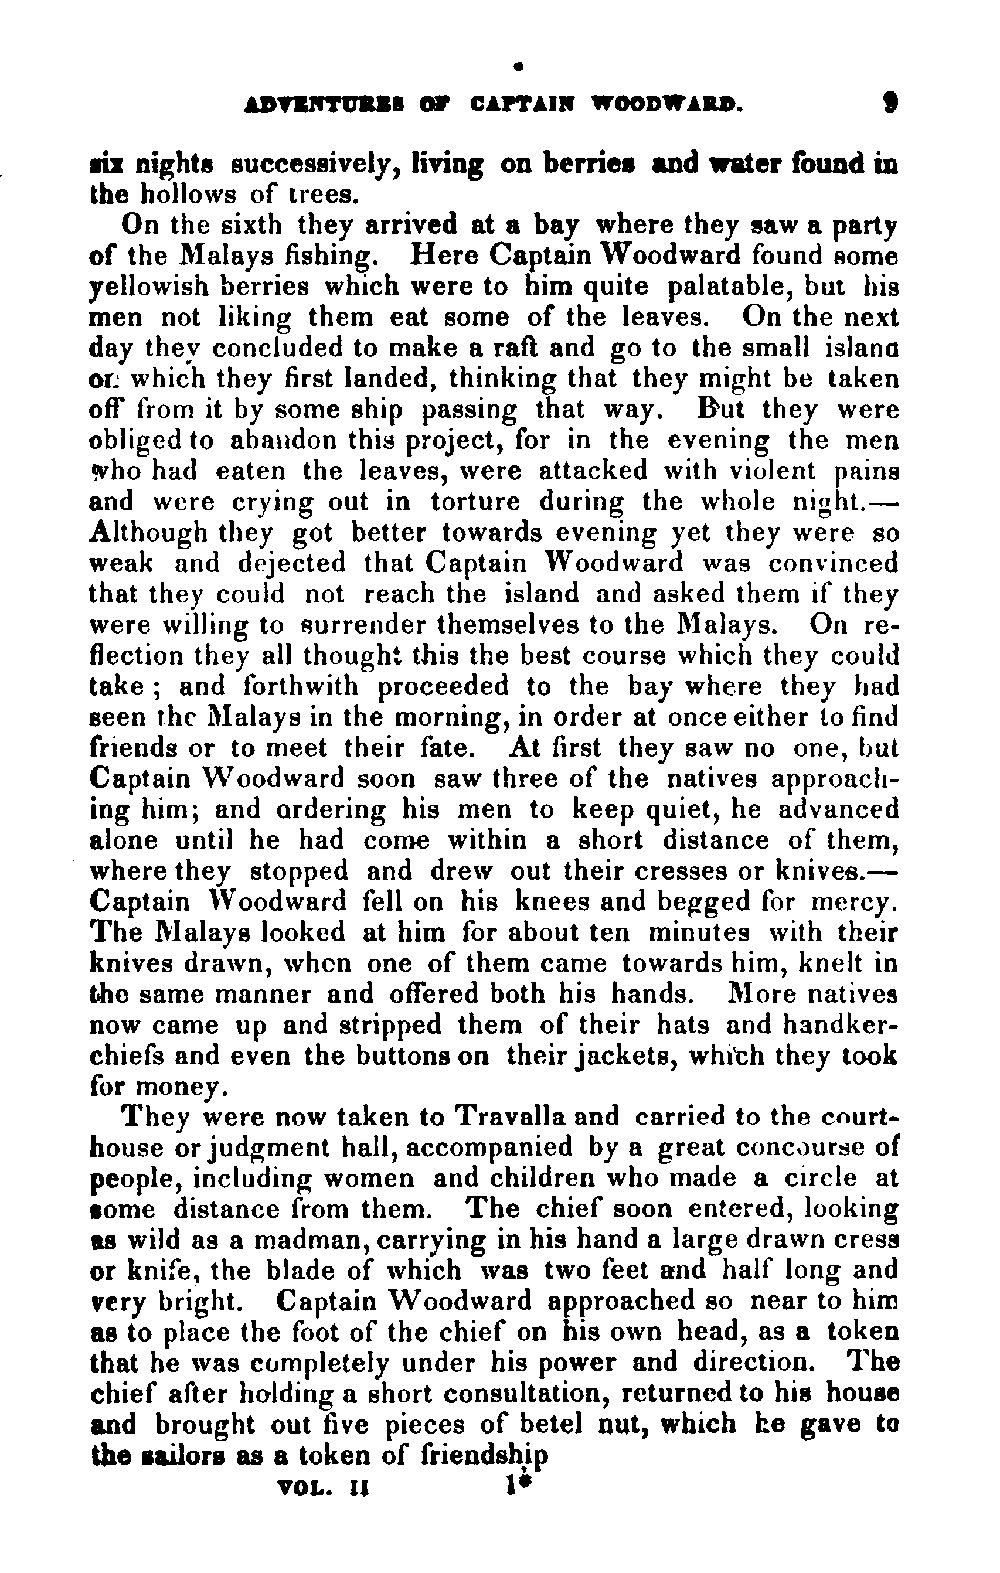 ADVENTURES OF CAPTAIN WOODWARD. 9
six nights successively, living on berries and water found in
the hollows of trees.
On the sixth they arrived at a bay where they saw a party
of the Malays fishing. Here Captain Woodward found some
yellowish berries which were to him quite palatable, but his
men not liking them eat some of the leaves. On the next
day they concluded to make a raft and go to the small island
on which they first landed, thinking that they might be taken
off from it by some ship passing that way. But they were
obliged to abandon this project, for in the evening the men
who had eaten the leaves, were attacked with violent pains
and were crying out in torture during the whole night.—
Although they got better towards evening yet they were so
weak and dejected that Captain Woodward was convinced
that they could not reach the island and asked them if they
were willing to surrender themselves to the Malays. On re-
flection they all thought this the best course which they could
take ; and forthwith proceeded to the bay where they had
seen the Malays in the morning, in order at once either to find
friends or to meet their fate. At first they saw no one, but
Captain Woodward soon saw three of the natives approach-
ing him; and ordering his men to keep quiet, he advanced
alone until he had come within a short distance of them,
where they stopped and drew out their cresses or knives.—
Captain Woodward fell on his knees and begged for mercy.
The Malays looked at him for about ten minutes with their
knives drawn, when one of them came towards him, knelt in
the same manner and offered both his hands. More natives
now came up and stripped them of their hats and handker-
chiefs and even the buttons on their jackets, which they took
for money.
They were now taken to Travalla and carried to the court-
house or judgment hall, accompanied by a great concourse of
people, including women and children who made a circle at
some distance from them. The chief soon entered, looking
as wild as a madman, carrying in his hand a large drawn cress
or knife, the blade of which was two feet and half long and
very bright. Captain Woodward approached so near to him
as to place the foot of the chief on his own head, as a token
that he was completely under his power and direction. The
chief after holding a short consultation, returned to his house
and brought out five pieces of betel nut, which he gave to
the sailors as a token of friendship
VOL. II 1*